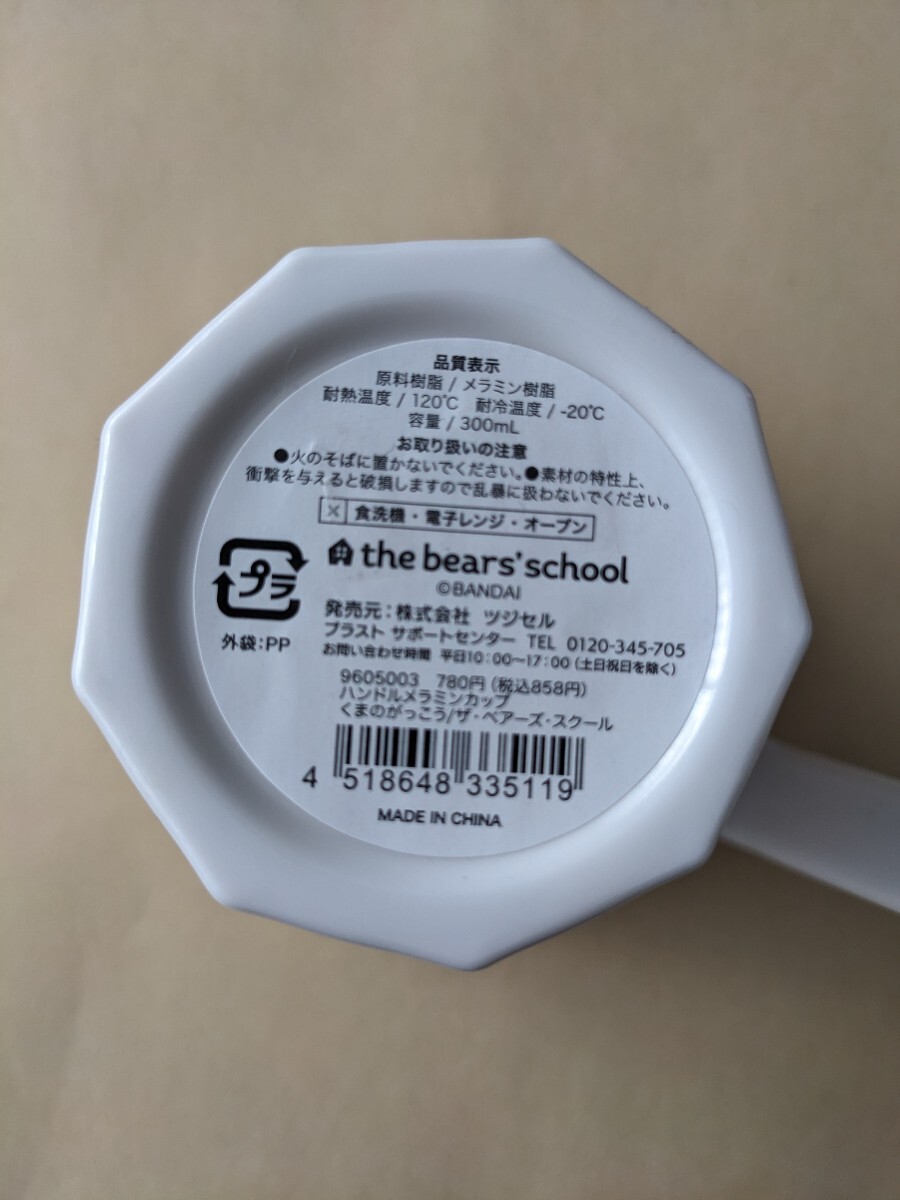 品質表示
原料樹脂 / メラミン樹脂
耐熱温度 / 120℃ 耐冷温度 / -20℃
容量 / 300mL
お取り扱いの注意
●火のそばに置かないでください。●素材の特性上、
衝撃を与えると破損しますので乱暴に扱わないでください。
× 食洗機・電子レンジ・オーブン
the bears' school
©BANDAI
プラ
外袋:PP
発売元:株式会社 ツジセル
プラスト サポートセンター TEL 0120-345-705
お問い合わせ時間 平日10:00〜17:00(土日祝日を除く)
9605003 780円(税込858円)
ハンドルメラミンカップ
くまのがっこう/ザ・ベアーズ・スクール
4 518648 335119
MADE IN CHINA